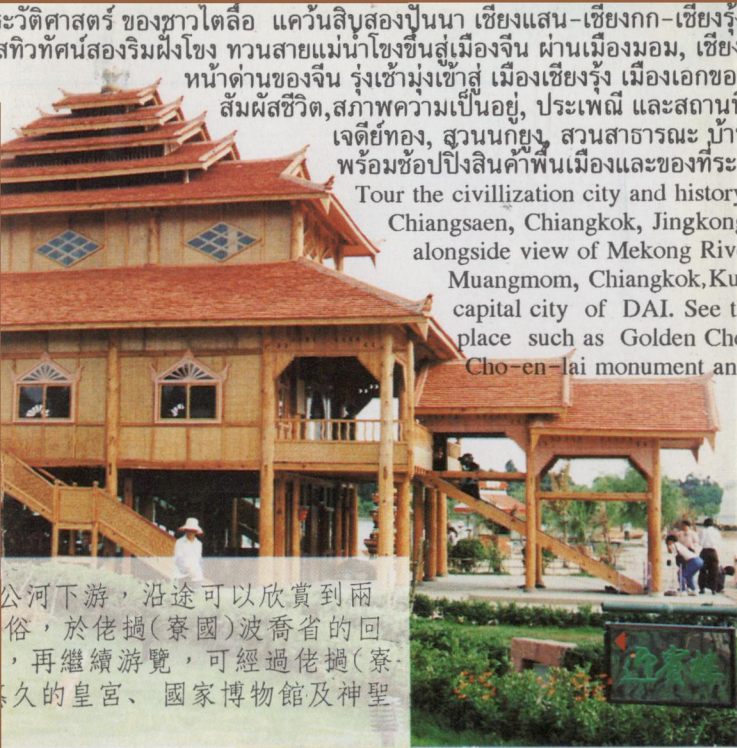 ะวัติศาสตร์ ของชาวไตลื้อ แคว้นสิบสองปันนา เชียงแสน-เชียงกก-เชียงรุ้ง
สทิวทัศน์สองริมฝั่งโขง ทวนสายแม่น้ำโขงขึ้นสู่เมืองจีน ผ่านเมืองมอม, เชียง
หน้าด่านของจีน รุ่งเช้ามุ่งเข้าสู่ เมืองเชียงรุ้ง เมืองเอกขอ
สัมผัสชีวิต,สภาพความเป็นอยู่, ประเพณี และสถานที่
เจดีย์ทอง, สวนนกยูง, สวนสาธารณะ บ้า
พร้อมช้อปปิ้งสินค้าพื้นเมืองและของที่ระ
Tour the civillization city and history
Chiangsaen, Chiangkok, Jingkong
alongside view of Mekong Rive
Muangmom, Chiangkok,Ku
capital city of DAI. See t
place such as Golden Che
Cho-en-lai monument an
公河下游，沿途可以欣賞到兩
俗，於佬撾(寮國)波喬省的回
，再繼續游覽，可經過佬撾(寮
久的皇宮、國家博物館及神聖
迎賓樓